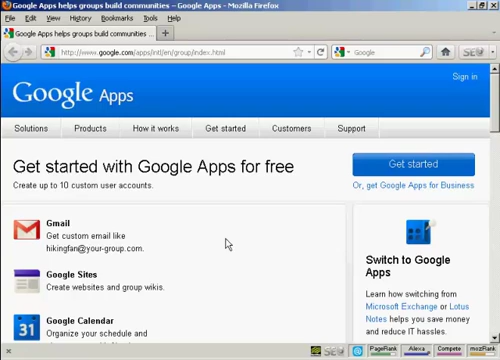 Google Apps helps groups build communities - Google Apps - Mozilla Firefox
File Edit View History Bookmarks Tools Help
Google Apps helps groups build communities ...
http://www.google.com/apps/intl/en/group/index.html
Google
Sign in
Google Apps
Solutions Products How it works Get started Customers Support
Get started with Google Apps for free
Create up to 10 custom user accounts.
Get started
Or, get Google Apps for Business
Gmail
Get custom email like
hikingfan@your-group.com.
Google Sites
Create websites and group wikis.
31
Google Calendar
Organize your schedule and
Switch to Google
Apps
Learn how switching from
Microsoft Exchange or Lotus
Notes helps you save money
and reduce IT hassles.
PageRank Alexa Compete mozRank